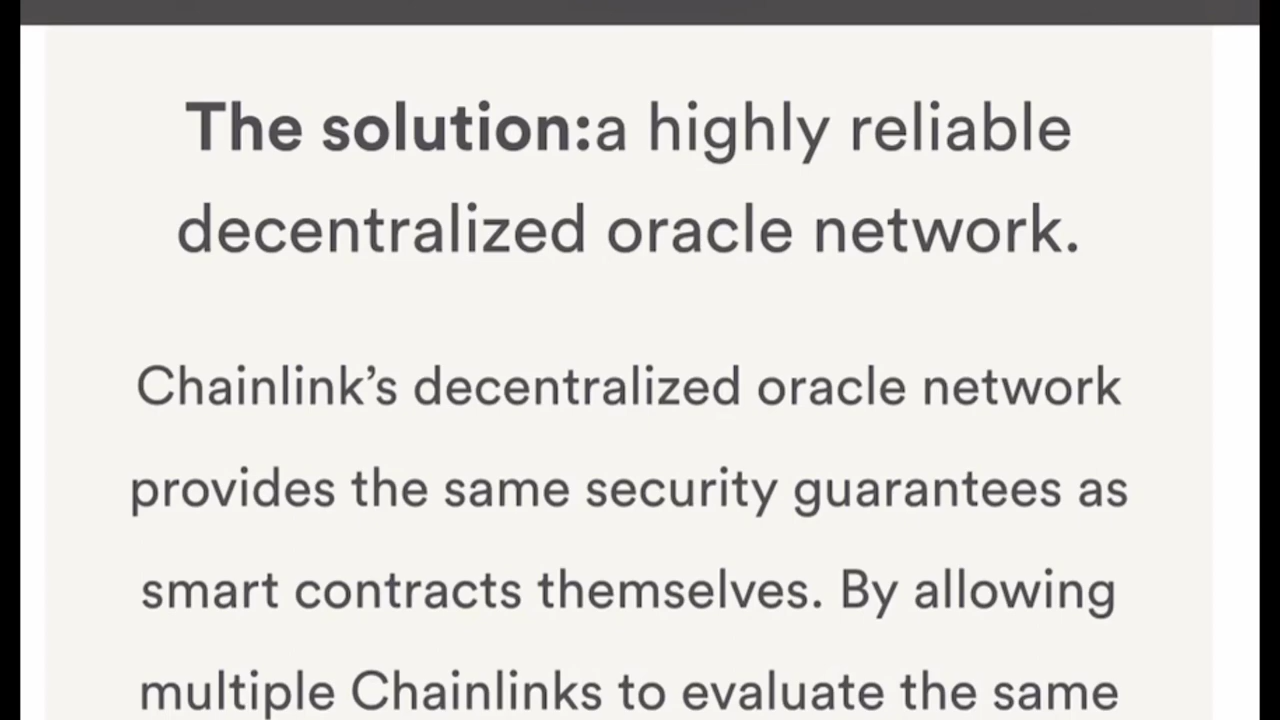 The solution:a highly reliable
decentralized oracle network.
Chainlink’s decentralized oracle network
provides the same security guarantees as
smart contracts themselves. By allowing
multiple Chainlinks to evaluate the same